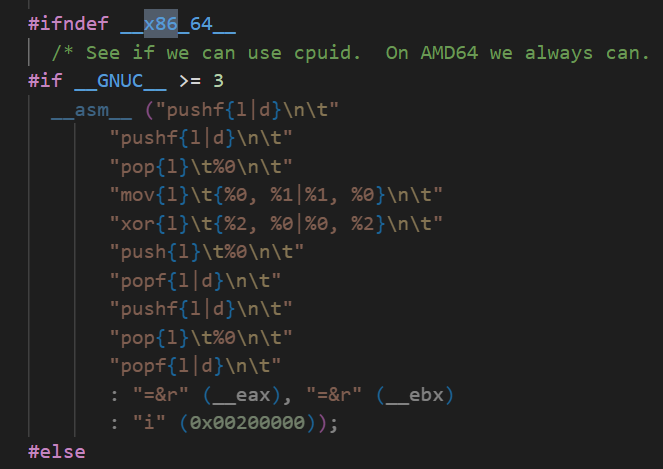 #ifndef __x86_64__
/* See if we can use cpuid.  On AMD64 we always can.
#if __GNUC__ >= 3
__asm__ ("pushf{l|d}\n\t"
"pushf{l|d}\n\t"
"pop{l}\t%0\n\t"
"mov{l}\t{%0, %1|%1, %0}\n\t"
"xor{l}\t{%2, %0|%0, %2}\n\t"
"push{l}\t%0\n\t"
"popf{l|d}\n\t"
"pushf{l|d}\n\t"
"pop{l}\t%0\n\t"
"popf{l|d}\n\t"
: "=&r" (__eax), "=&r" (__ebx)
: "i" (0x00200000));
#else